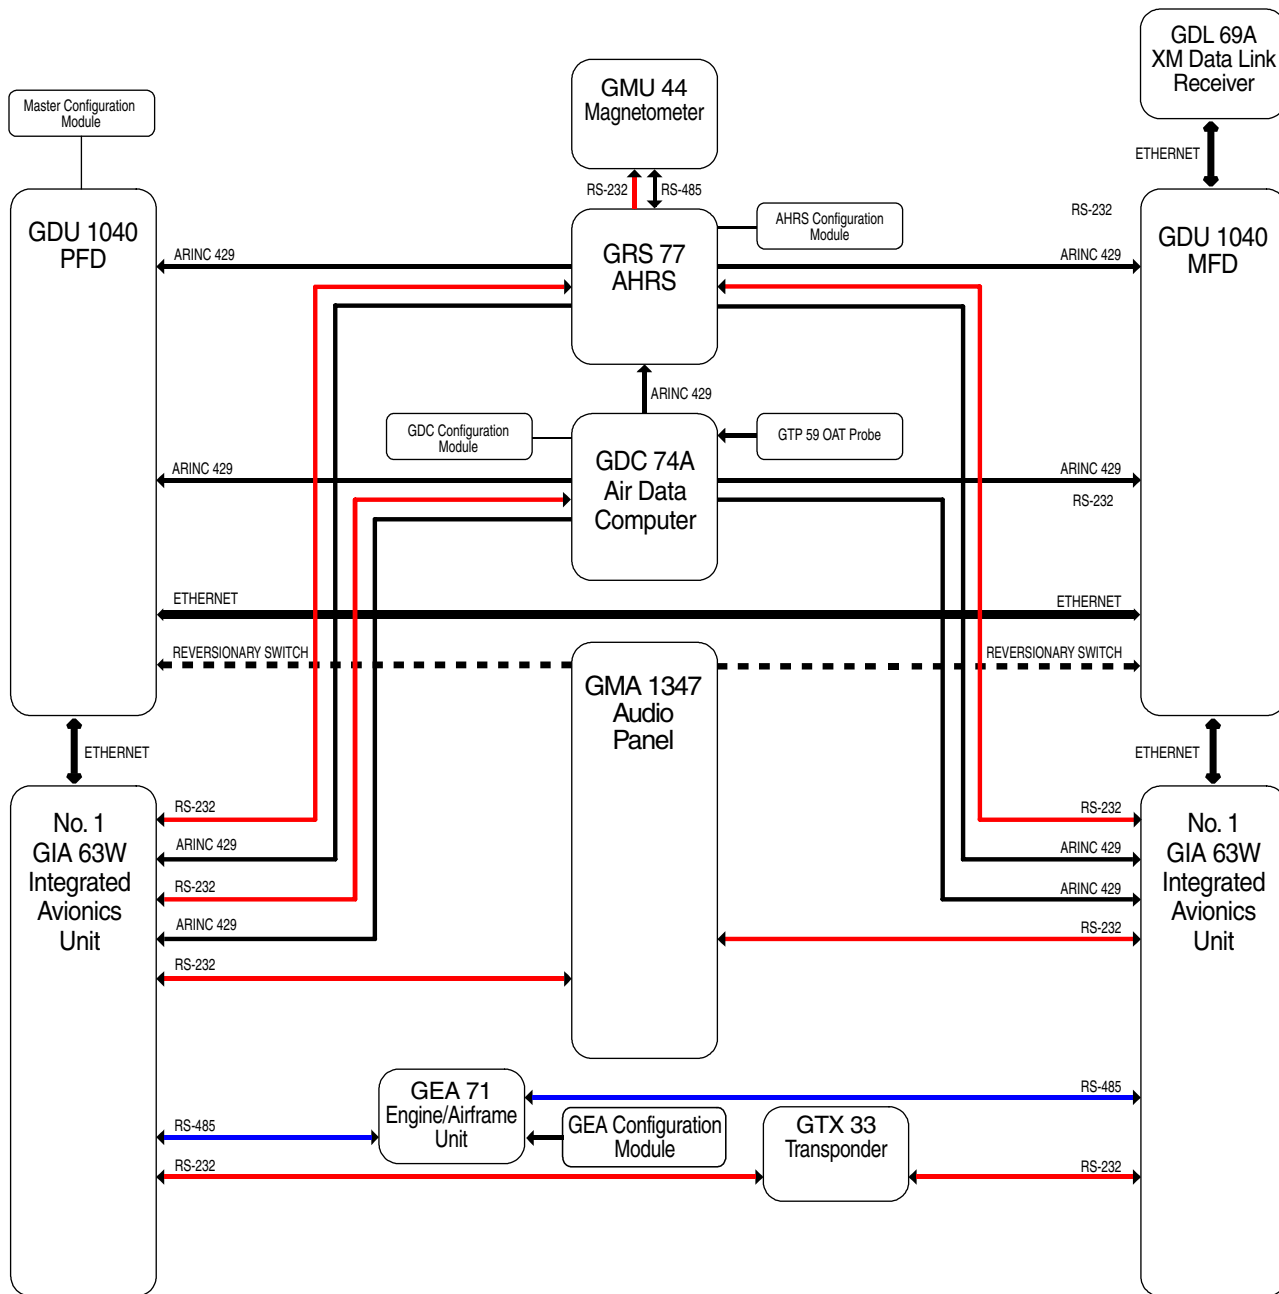 GDL 69A
XM Data Link
Receiver
GMU 44
Magnetometer
Master Configuration
Module
ETHERNET
RS-232
RS-485
GDU 1040
PFD
GRS 77
AHRS
AHRS Configuration
Module
RS-232
GDU 1040
MFD
ARINC 429
ARINC 429
ARINC 429
GDC Configuration
Module
GDC 74A
Air Data
Computer
GTP 59 OAT Probe
ARINC 429
ARINC 429
RS-232
ETHERNET
ETHERNET
REVERSIONARY SWITCH
REVERSIONARY SWITCH
GMA 1347
Audio
Panel
ETHERNET
ETHERNET
No. 1
GIA 63W
Integrated
Avionics
Unit
RS-232
ARINC 429
RS-232
ARINC 429
RS-232
RS-232
ARINC 429
ARINC 429
RS-232
No. 1
GIA 63W
Integrated
Avionics
Unit
GEA 71
Engine/Airframe
Unit
RS-485
RS-485
GEA Configuration
Module
GTX 33
Transponder
RS-232
RS-232